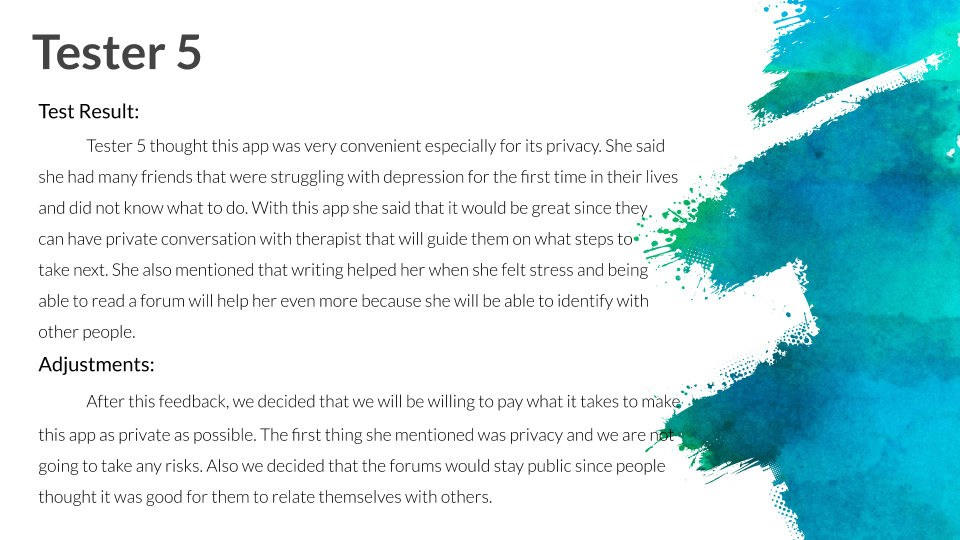 Tester 5
Test Result:
Tester 5 thought this app was very convenient especially for its privacy. She said
she had many friends that were struggling with depression for the first time in their lives
and did not know what to do. With this app she said that it would be great since they
can have private conversation with therapist that will guide them on what steps to
take next. She also mentioned that writing helped her when she felt stress and being
able to read a forum will help her even more because she will be able to identify with
other people.
Adjustments:
After this feedback, we decided that we will be willing to pay what it takes to make
this app as private as possible. The first thing she mentioned was privacy and we are not
going to take any risks. Also we decided that the forums would stay public since people
thought it was good for them to relate themselves with others.